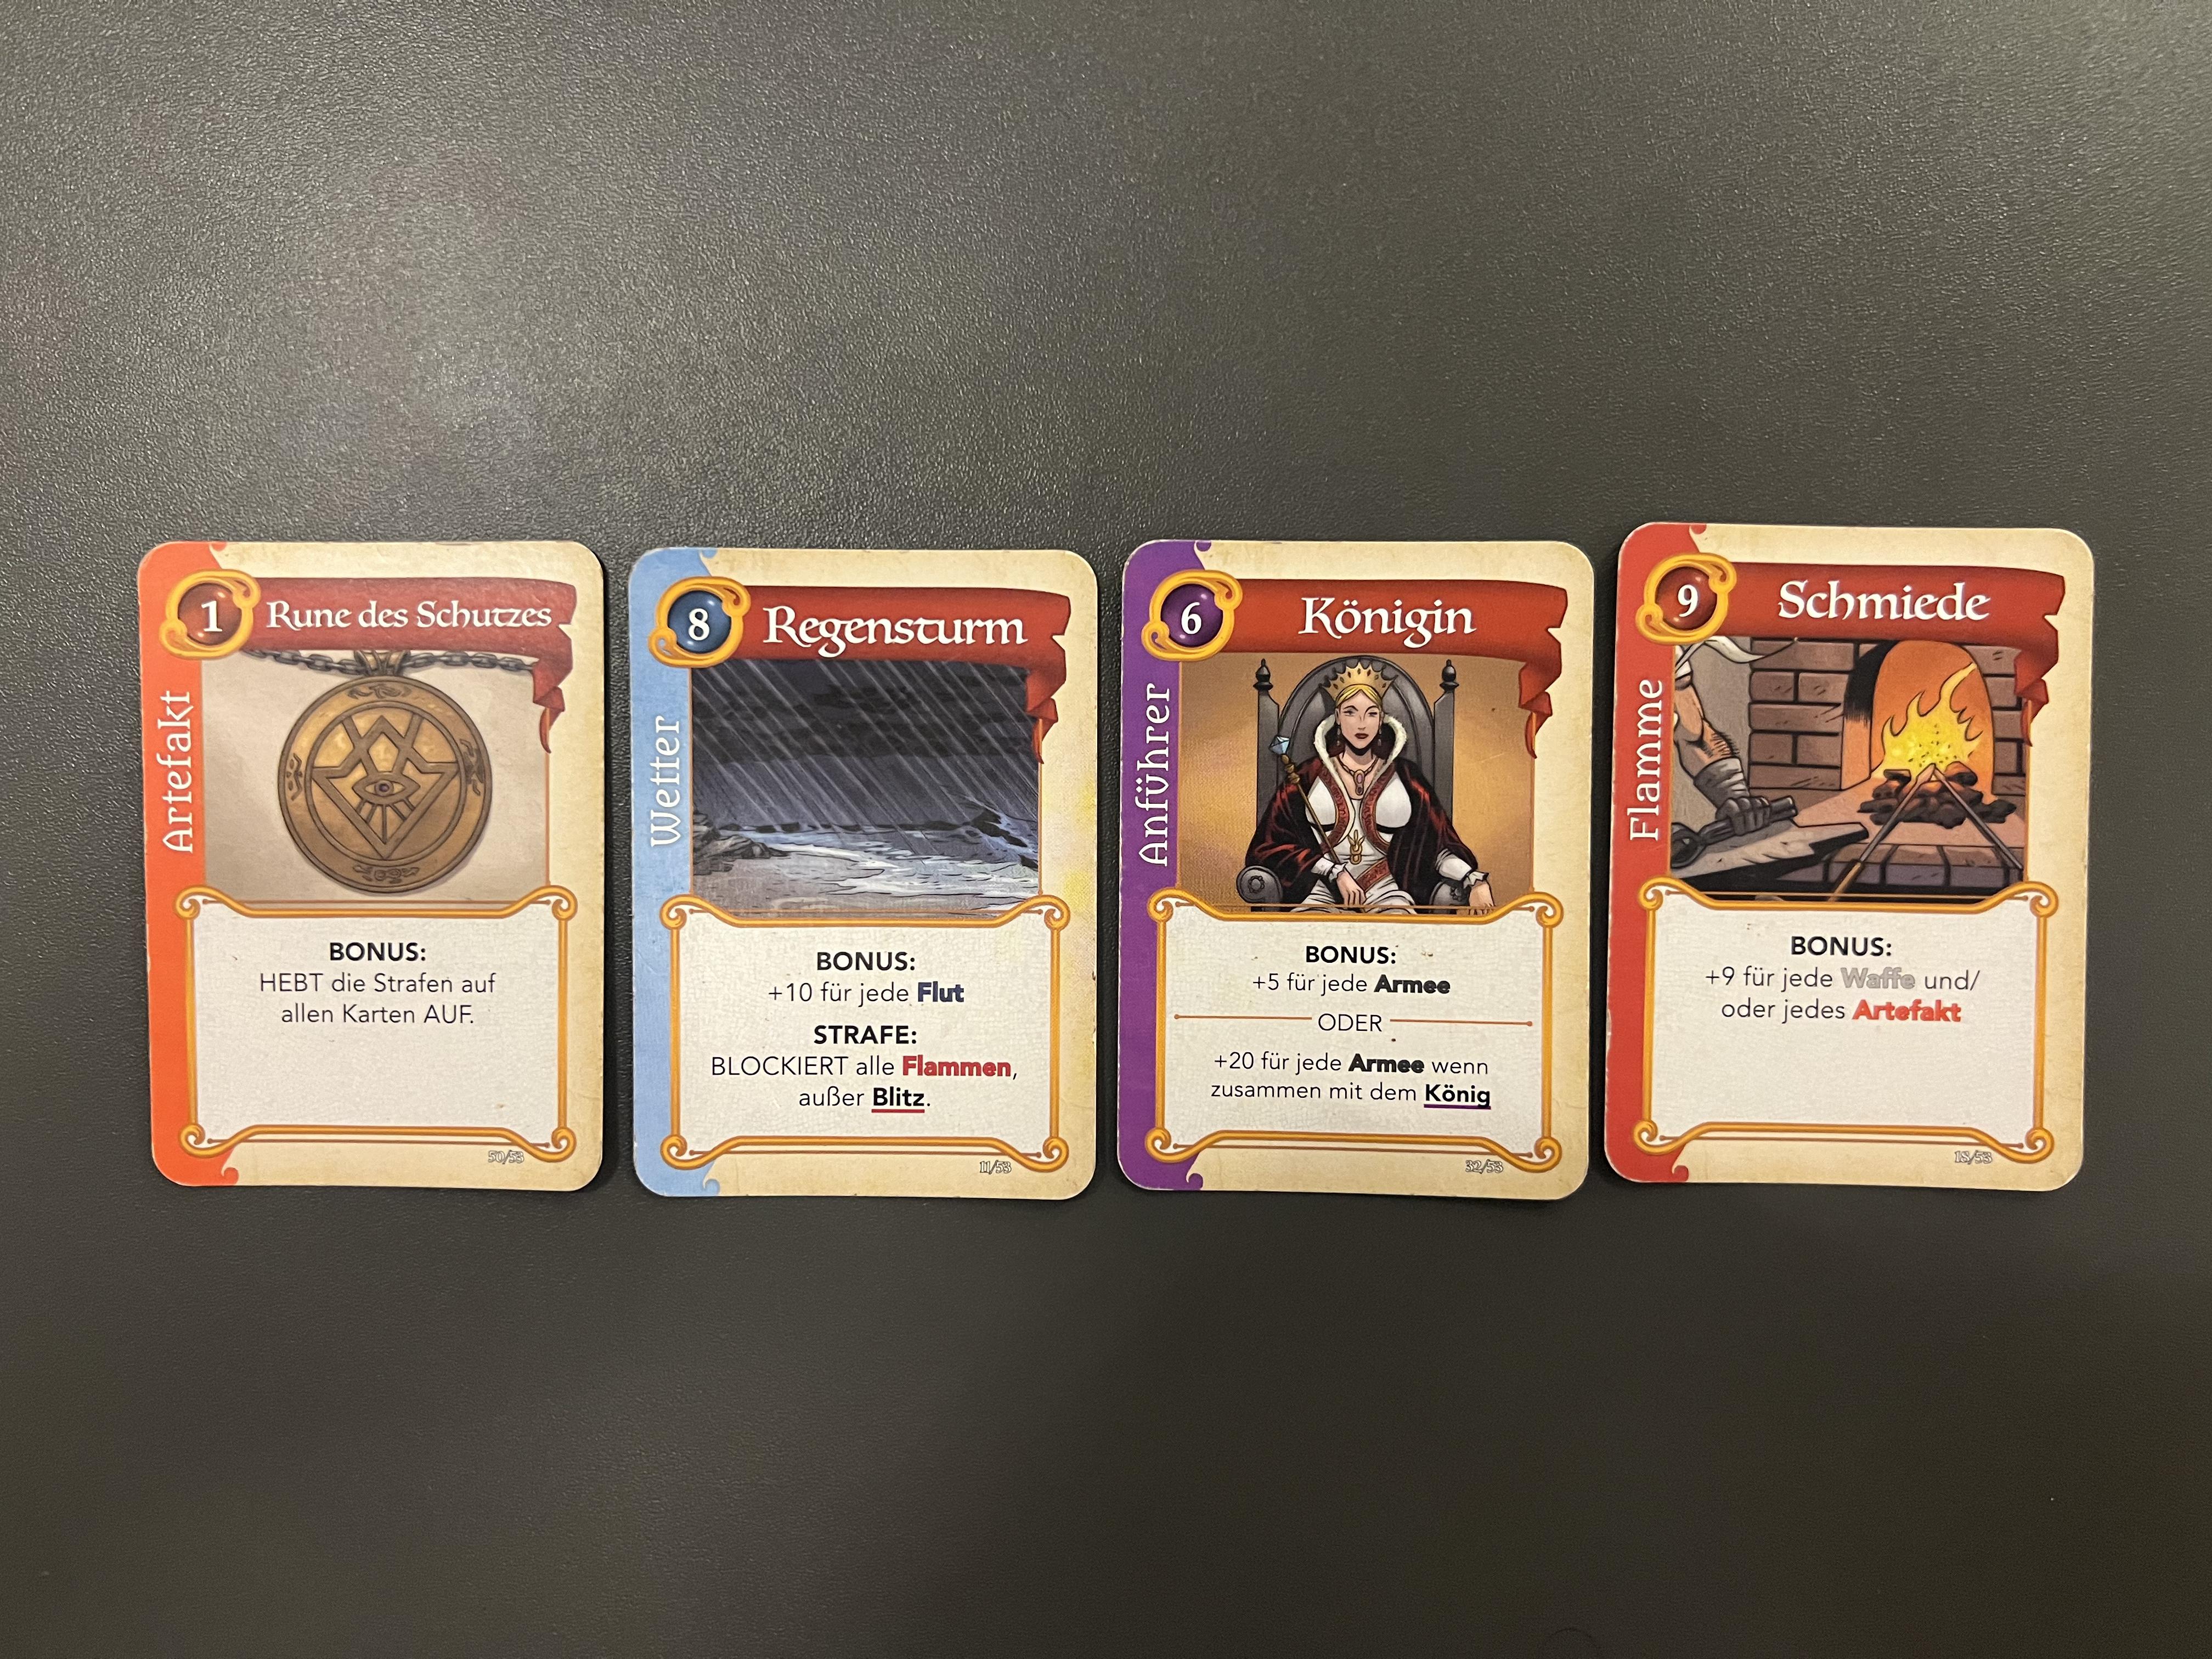 Artefakt
1
Rune des Schutzes
BONUS:
HEBT die Strafen auf
allen Karten AUF.
50/53
Wetter
8
Regensturm
BONUS:
+10 für jede Flut
STRAFE:
BLOCKIERT alle Flammen,
außer Blitz.
11/53
Anführer
6
Königin
BONUS:
+5 für jede Armee
ODER
+20 für jede Armee wenn
zusammen mit dem König
32/53
Flamme
9
Schmiede
BONUS:
+9 für jede Waffe und/
oder jedes Artefakt
18/53